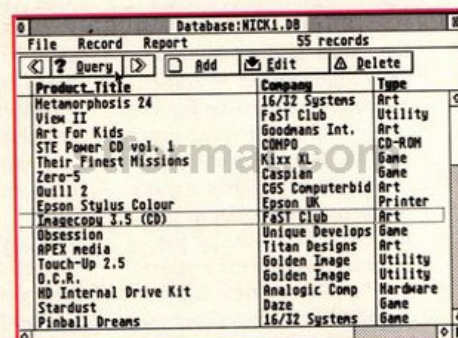 Database:NICK1.DB
File Record Report 55 records
? Query Add Edit Delete
Product Title Company Type
Metamorphosis 24 16/32 Systems Art
View II FaST Club Utility
Art For Kids Goodmans Int. Art
STE Power CD vol. 1 COMPO CD-ROM
Their Finest Missions Kixx XL Game
Zero-5 Caspian Game
Quill 2 CGS Computerbid Art
Epson Stylus Colour Epson UK Printer
Imagecopy 3.5 (CD) FaST Club Art
Obsession Unique Develops Game
APEX media Titan Designs Art
Touch-Up 2.5 Golden Image Utility
O.C.R. Golden Image Utility
HD Internal Drive Kit Analogic Comp Hardware
Stardust Daze Game
Pinball Dreams 16/32 Systems Game
stformat.com